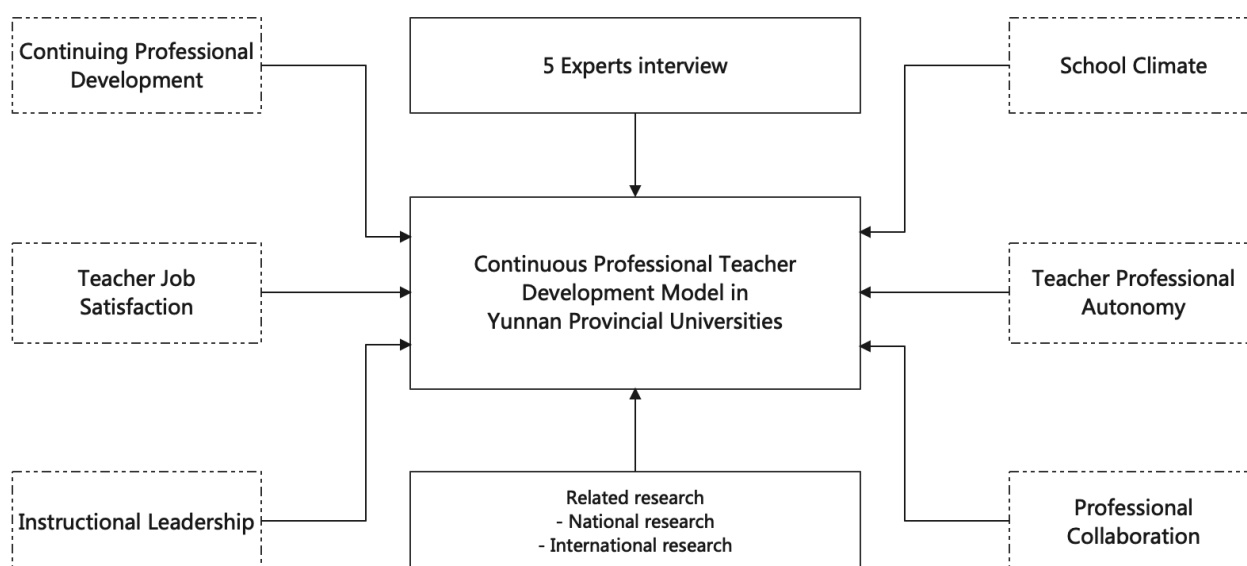 Continuing Professional
Development
5 Experts interview
School Climate
Teacher Job
Satisfaction
Continuous Professional Teacher
Development Model in
Yunnan Provincial Universities
Teacher Professional
Autonomy
Instructional Leadership
Related research
- National research
- International research
Professional
Collaboration